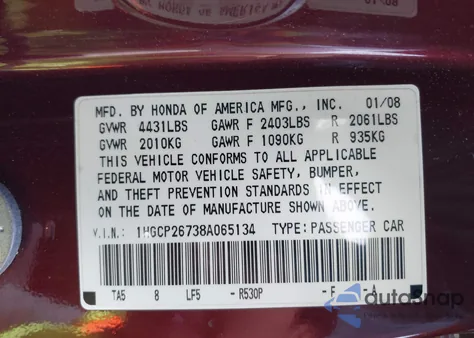 01/08
MFD. BY HONDA OF AMERICA MFG., INC. 01/08
GVWR 4431LBS GAWR F 2403LBS R 2061LBS
GVWR 2010KG GAWR F 1090KG R 935KG
THIS VEHICLE CONFORMS TO ALL APPLICABLE
FEDERAL MOTOR VEHICLE SAFETY, BUMPER,
AND THEFT PREVENTION STANDARDS IN EFFECT
ON THE DATE OF MANUFACTURE SHOWN ABOVE.
V.I.N.: 1HGCP26738A065134 TYPE: PASSENGER CAR
TA5 8 LF5 -R530P -F -A
autosnap